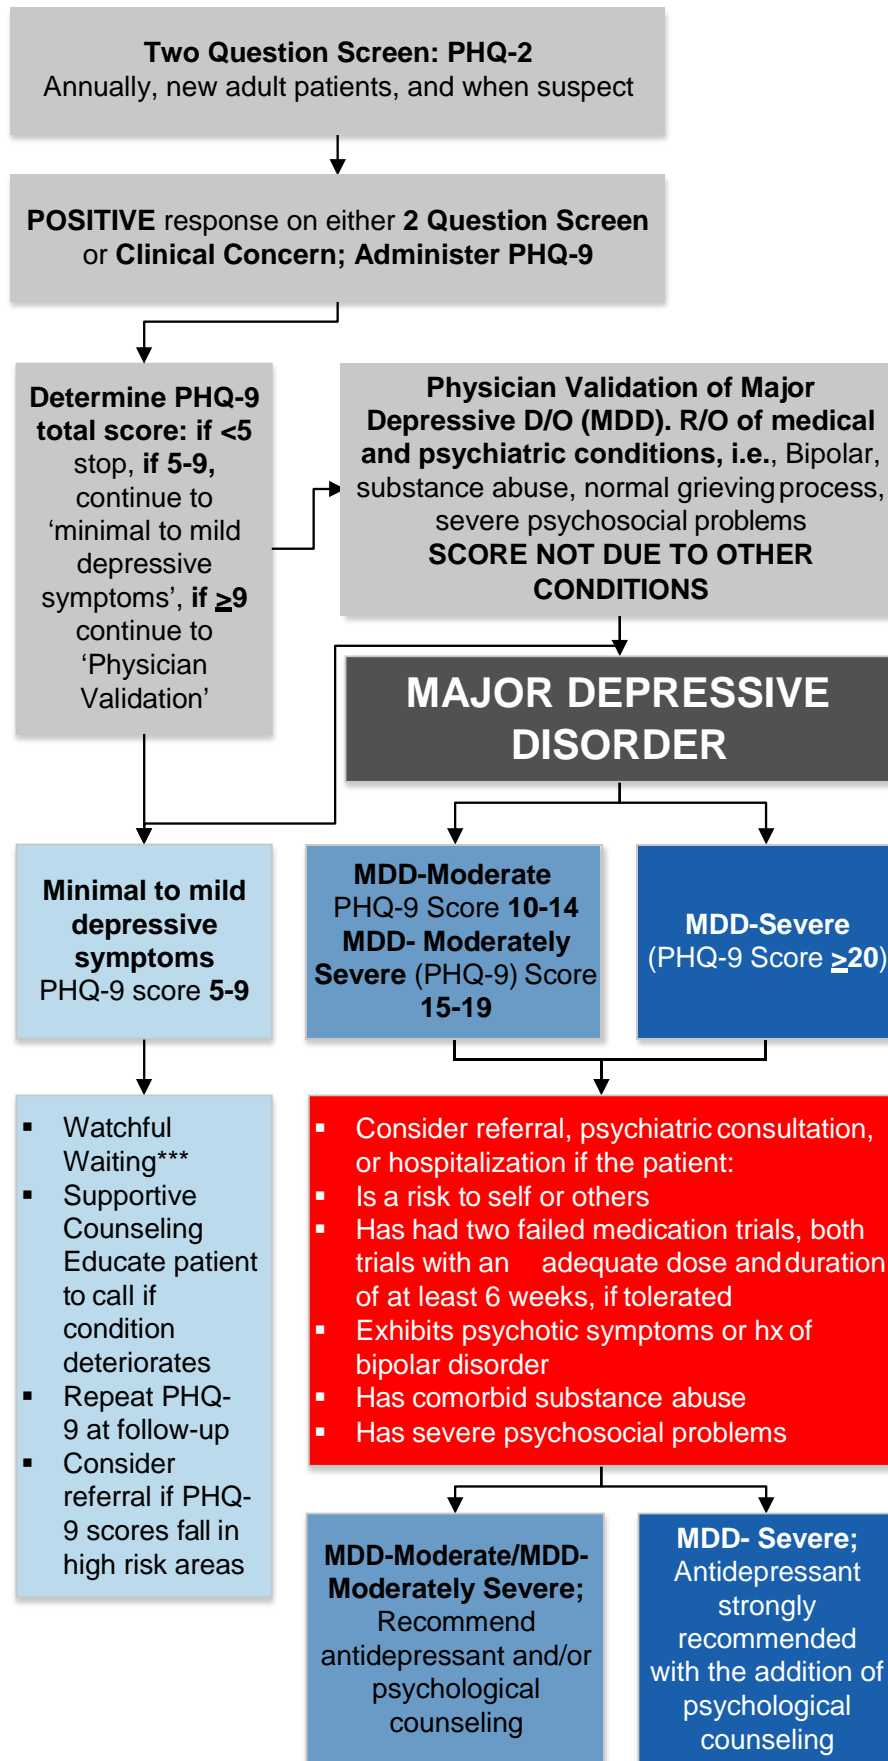 Two Question Screen: PHQ-2
Annually, new adult patients, and when suspect
POSITIVE response on either 2 Question Screen
or Clinical Concern; Administer PHQ-9
Determine PHQ-9
total score: if <5
stop, if 5-9,
continue to
‘minimal to mild
depressive
symptoms’, if ≥9
continue to
‘Physician
Validation’
Physician Validation of Major
Depressive D/O (MDD). R/O of medical
and psychiatric conditions, i.e., Bipolar,
substance abuse, normal grieving process,
severe psychosocial problems
SCORE NOT DUE TO OTHER
CONDITIONS
MAJOR DEPRESSIVE
DISORDER
Minimal to mild
depressive
symptoms
PHQ-9 score 5-9
MDD-Moderate
PHQ-9 Score 10-14
MDD- Moderately
Severe (PHQ-9) Score
15-19
MDD-Severe
(PHQ-9 Score ≥20)
▪ Watchful
Waiting***
▪ Supportive
Counseling
Educate patient
to call if
condition
deteriorates
▪ Repeat PHQ-
9 at follow-up
▪ Consider
referral if PHQ-
9 scores fall in
high risk areas
▪ Consider referral, psychiatric consultation,
or hospitalization if the patient:
▪ Is a risk to self or others
▪ Has had two failed medication trials, both
trials with an adequate dose and duration
of at least 6 weeks, if tolerated
▪ Exhibits psychotic symptoms or hx of
bipolar disorder
▪ Has comorbid substance abuse
▪ Has severe psychosocial problems
MDD-Moderate/MDD-
Moderately Severe;
Recommend
antidepressant and/or
psychological
counseling
MDD- Severe;
Antidepressant
strongly
recommended
with the addition of
psychological
counseling